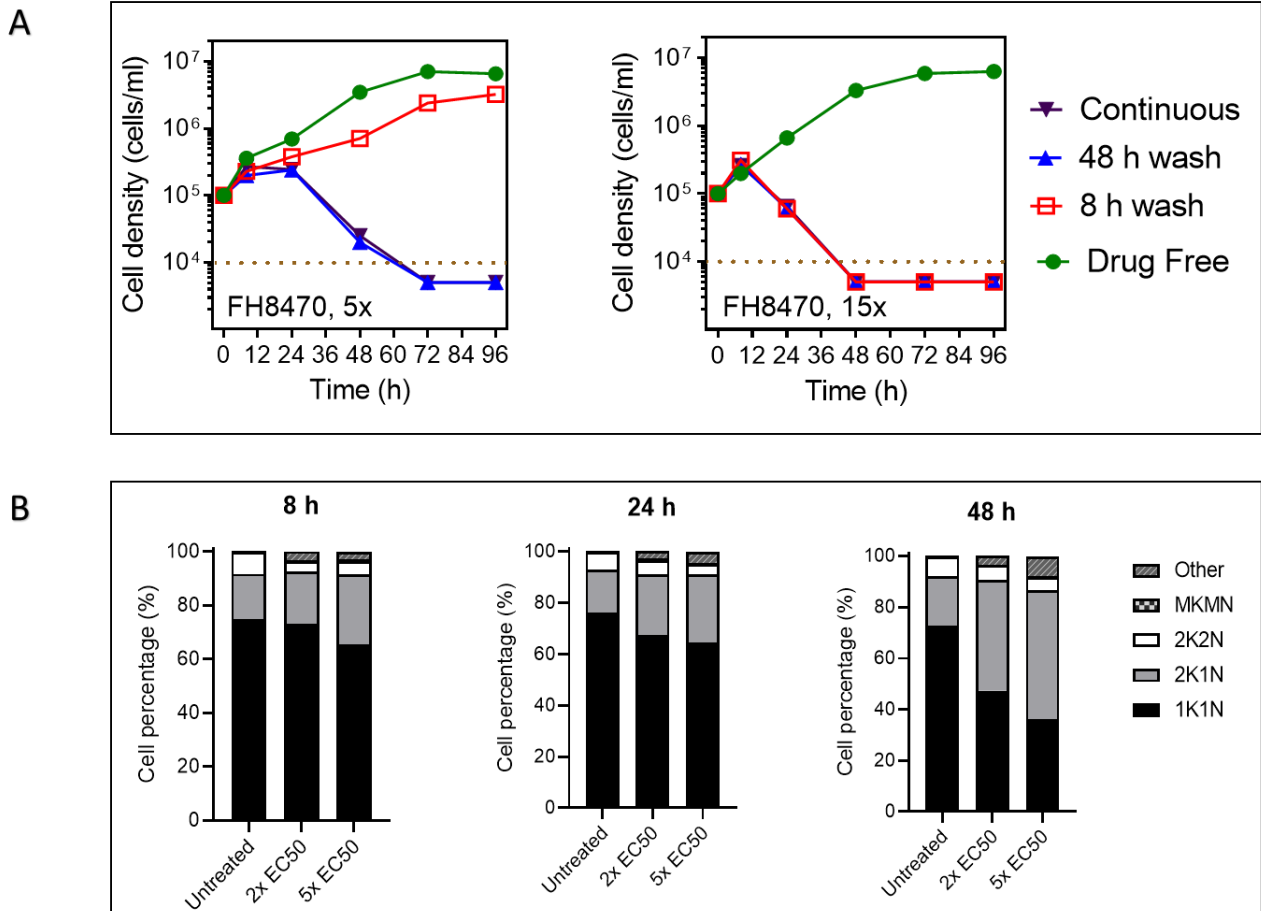 A
Cell density (cells/ml)
10⁷
10⁶
10⁵
10⁴
FH8470, 5x
0 12 24 36 48 60 72 84 96
Time (h)
Cell density (cells/ml)
10⁷
10⁶
10⁵
10⁴
FH8470, 15x
0 12 24 36 48 60 72 84 96
Time (h)
Continuous
48 h wash
8 h wash
Drug Free
B
8 h
Cell percentage (%)
100
80
60
40
20
0
Untreated
2x EC50
5x EC50
24 h
Cell percentage (%)
100
80
60
40
20
0
Untreated
2x EC50
5x EC50
48 h
Cell percentage (%)
100
80
60
40
20
0
Untreated
2x EC50
5x EC50
Other
MKMN
2K2N
2K1N
1K1N